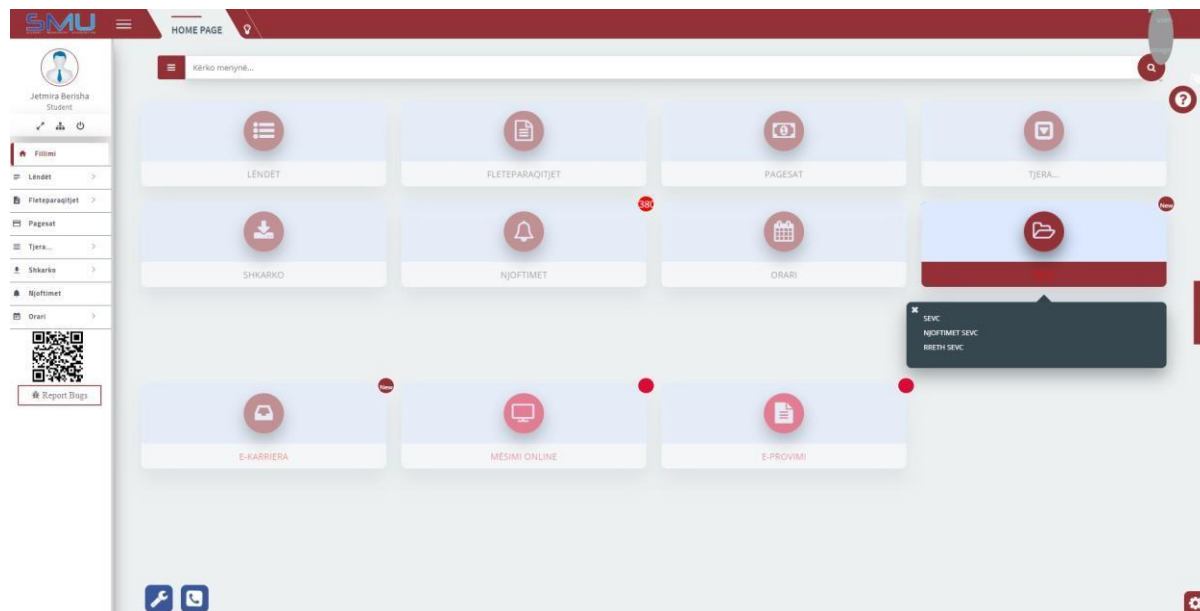 SMU
HOME PAGE
Kërko menynë...
Jetmira Berisha
Student
Fillimi
Lëndët
Fleteparaqitjet
Pagesat
Tjera...
Shkarko
Njoftimet
Orari
Report Bugs
LËNDËT
FLETEPARAQITJET
PAGESAT
TJERA...
380
New
SHKARKO
NJOFTIMET
ORARI
SEVC
NJOFTIMET SEVC
RRETH SEVC
New
E-KARRIERA
MËSIMI ONLINE
E-PROVIMI